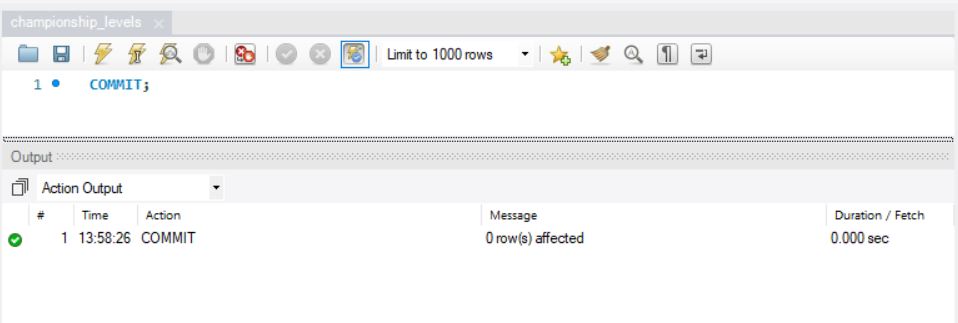 championship_levels ×
Limit to 1000 rows
1 COMMIT;
Output
Action Output
# Time Action Message Duration / Fetch
1 13:58:26 COMMIT 0 row(s) affected 0.000 sec